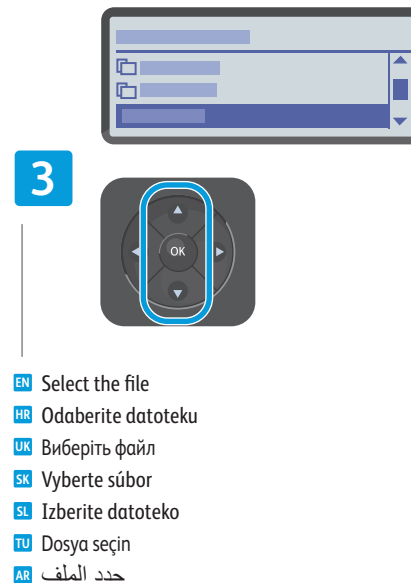 3
OK
EN Select the file
HR Odaberite datoteku
UK Виберіть файл
SK Vyberte súbor
SL Izberite datoteko
TU Dosya seçin
AR حدد الملف